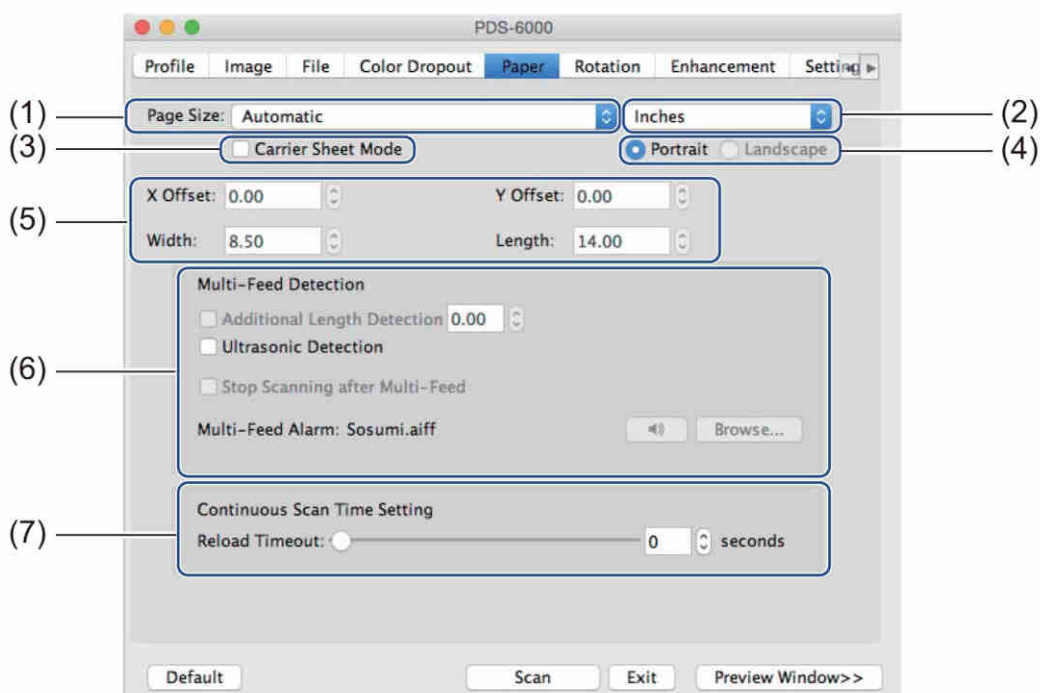 PDS-6000
Profile Image File Color Dropout Paper Rotation Enhancement Setting
(1) Page Size: Automatic Inches (2)
(3) Carrier Sheet Mode Portrait Landscape (4)
X Offset: 0.00 Y Offset: 0.00
(5)
Width: 8.50 Length: 14.00
Multi-Feed Detection
Additional Length Detection 0.00
Ultrasonic Detection
(6)
Stop Scanning after Multi-Feed
Multi-Feed Alarm: Sosumi.aiff Browse...
Continuous Scan Time Setting
(7) Reload Timeout: 0 seconds
Default Scan Exit Preview Window>>